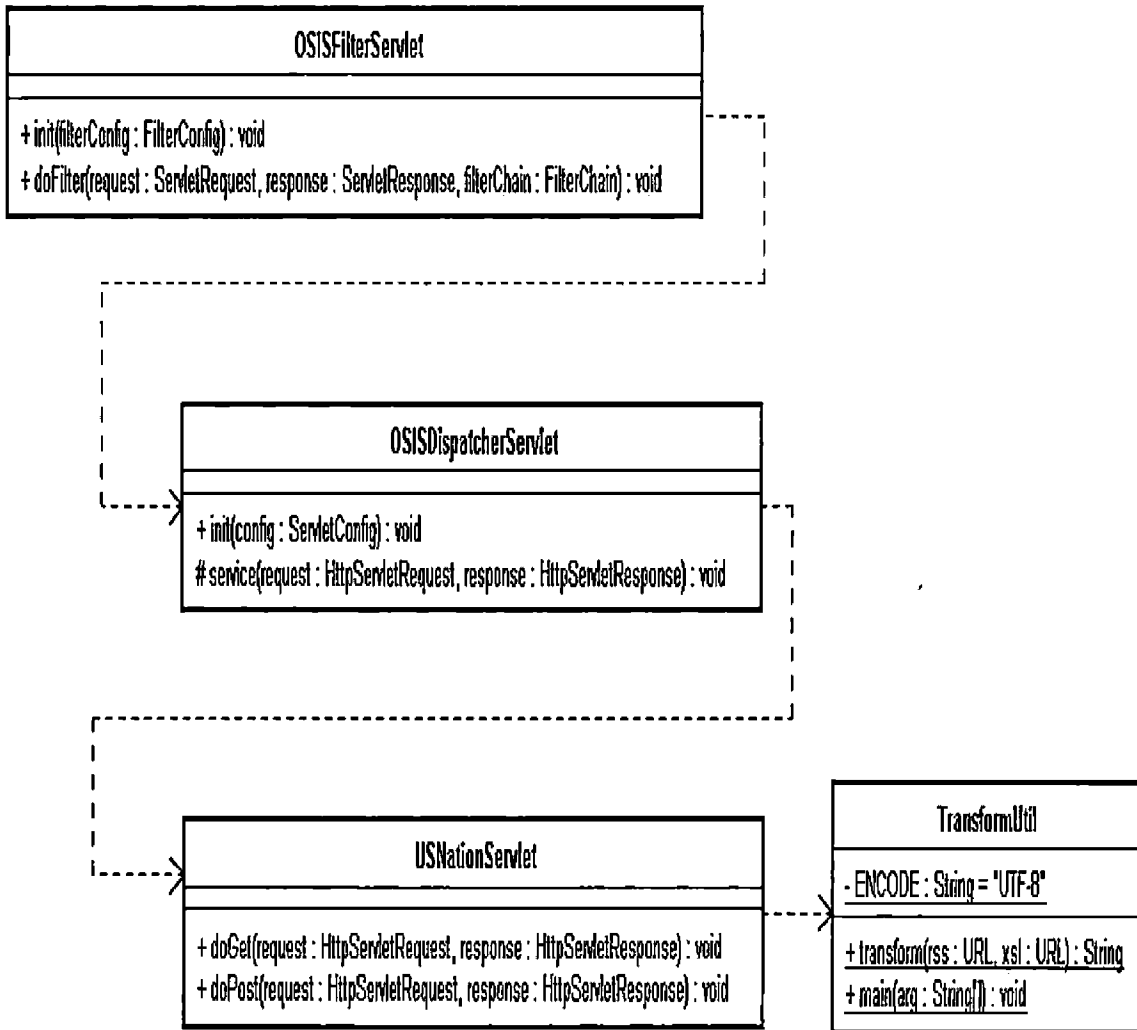 OSISFilterServlet
+ init(filterConfig : FilterConfig) : void
+ doFilter(request : ServletRequest, response : ServletResponse, filterChain : FilterChain) : void
OSISDispatcherServlet
+ init(config : ServletConfig) : void
# service(request : HttpServletRequest, response : HttpServletResponse) : void
USNationServlet
+ doGet(request : HttpServletRequest, response : HttpServletResponse) : void
+ doPost(request : HttpServletRequest, response : HttpServletResponse) : void
TransformUtil
- ENCODE : String = "UTF-8"
+ transform(rss : URL, xsl : URL) : String
+ main(arg : String[]) : void